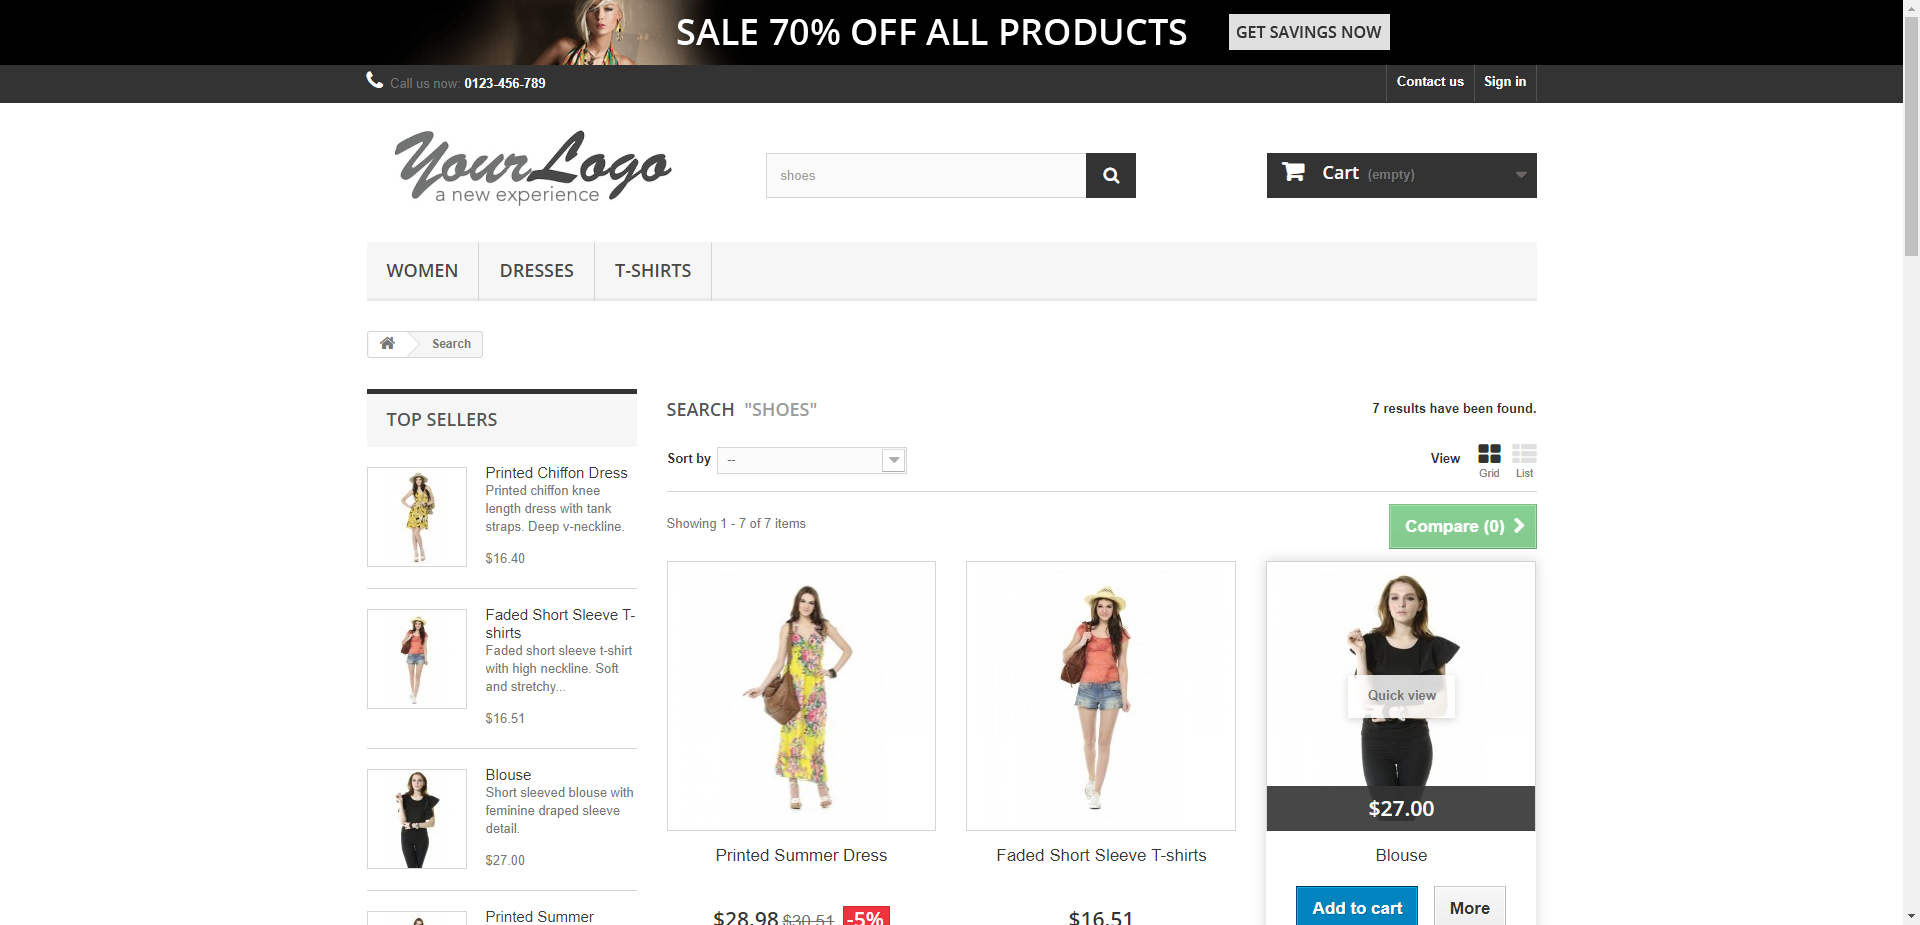 SALE 70% OFF ALL PRODUCTS
GET SAVINGS NOW
Call us now: 0123-456-789
Contact us
Sign in
YourLogo
a new experience
shoes
Cart (empty)
WOMEN
DRESSES
T-SHIRTS
Search
TOP SELLERS
Printed Chiffon Dress
Printed chiffon knee
length dress with tank
straps. Deep v-neckline.
$16.40
Faded Short Sleeve T-
shirts
Faded short sleeve t-shirt
with high neckline. Soft
and stretchy...
$16.51
Blouse
Short sleeved blouse with
feminine draped sleeve
detail.
$27.00
Printed Summer
SEARCH "SHOES"
7 results have been found.
Sort by --
View
Grid
List
Showing 1 - 7 of 7 items
Compare (0)
Printed Summer Dress
$28.98 $30.51 -5%
Faded Short Sleeve T-shirts
$16.51
Quick view
$27.00
Blouse
Add to cart
More